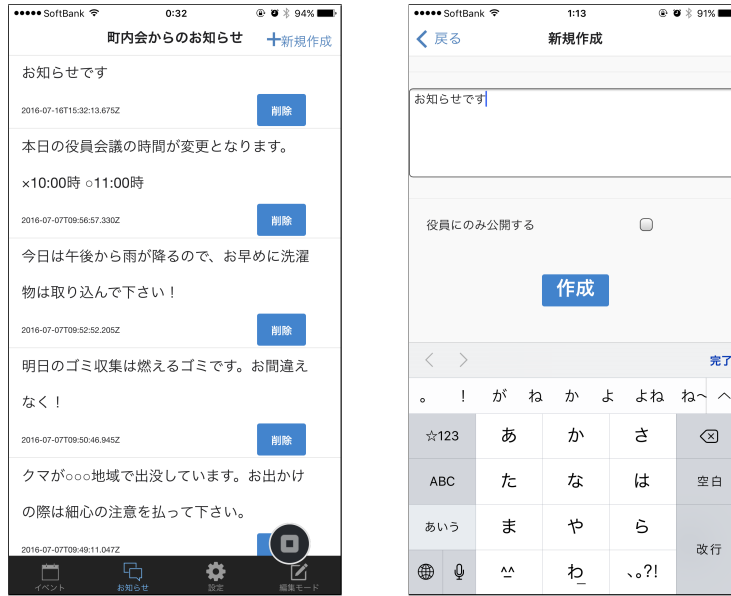 SoftBank 0:32 94%
町内会からのお知らせ +新規作成
お知らせです
2016-07-16T15:32:13.675Z 削除
本日の役員会議の時間が変更となります。
×10:00時 ○11:00時
2016-07-07T09:56:57.330Z 削除
今日は午後から雨が降るので、お早めに洗濯
物は取り込んで下さい！
2016-07-07T09:52:52.205Z 削除
明日のゴミ収集は燃えるゴミです。お間違え
なく！
2016-07-07T09:50:46.945Z 削除
クマが○○○地域で出没しています。お出かけ
の際は細心の注意を払って下さい。
2016-07-07T09:49:11.047Z
イベント お知らせ 設定 編集モード
SoftBank 1:13 91%
戻る 新規作成
お知らせです
役員にのみ公開する
作成
完了
。 ！ が ね か よ よね ね〜
☆123 あ か さ
ABC た な は 空白
あいう ま や ら
^^ わ_ 、。?! 改行